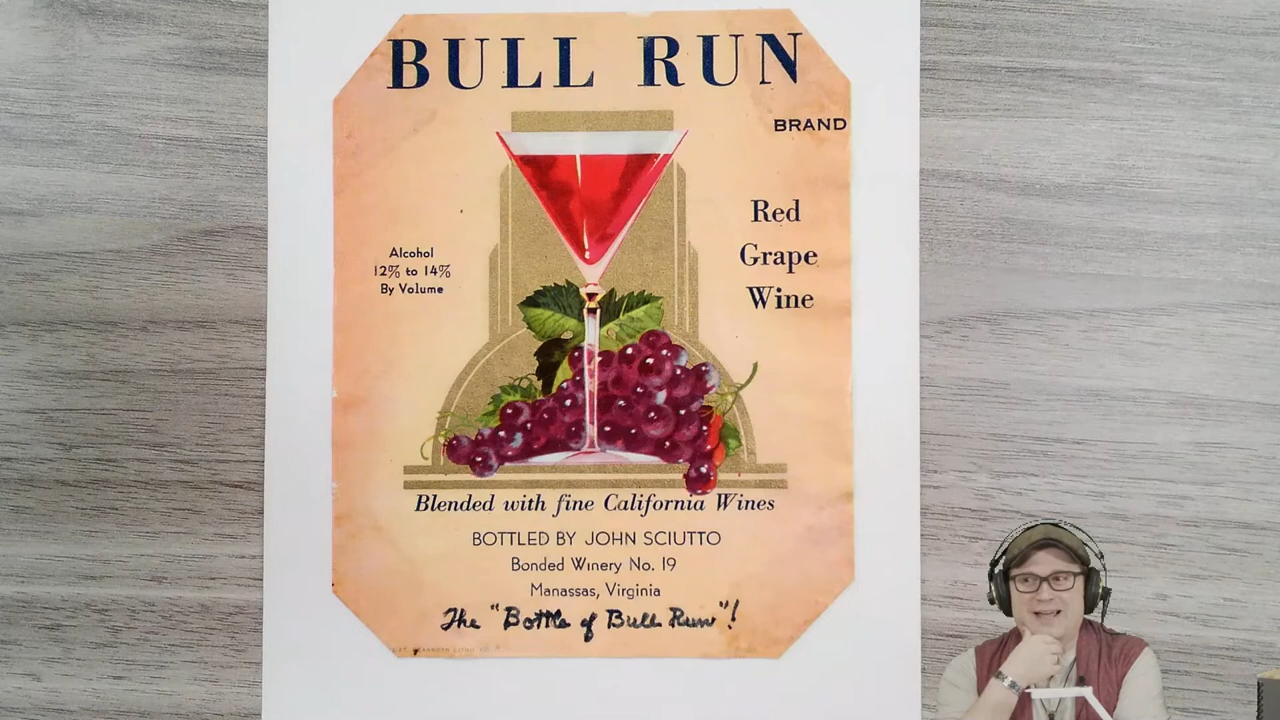 BULL RUN
BRAND
Red
Grape
Wine
Alcohol
12% to 14%
By Volume
Blended with fine California Wines
BOTTLED BY JOHN SCIUTTO
Bonded Winery No. 19
Manassas, Virginia
The "Bottle of Bull Run"!